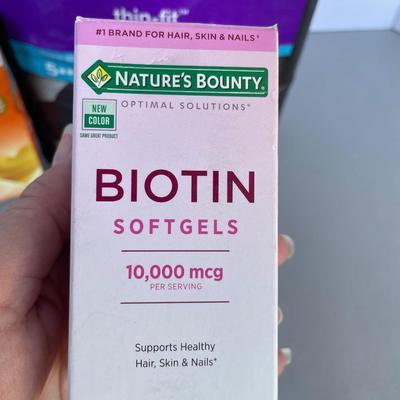 thin-fit™
#1 BRAND FOR HAIR, SKIN & NAILS†
NATURE'S BOUNTY®
OPTIMAL SOLUTIONS®
NEW
COLOR
SAME GREAT PRODUCT
BIOTIN
SOFTGELS
10,000 mcg
PER SERVING
Supports Healthy
Hair, Skin & Nails*